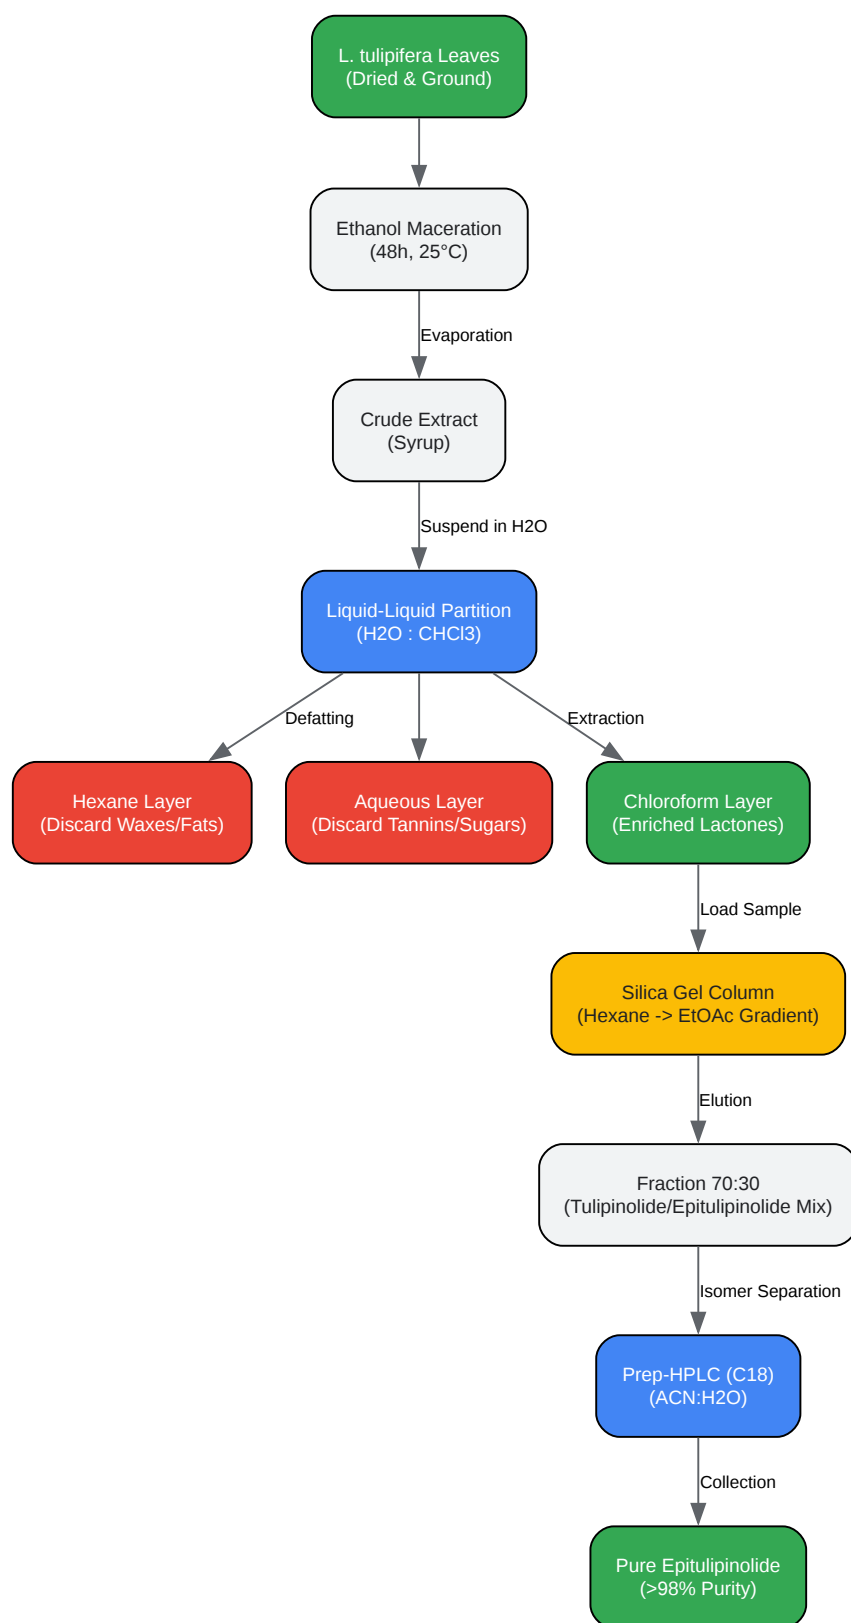 L. tulipifera Leaves
(Dried & Ground)
Ethanol Maceration
(48h, 25°C)
Evaporation
Crude Extract
(Syrup)
Suspend in H2O
Liquid-Liquid Partition
(H2O : CHCl3)
Defatting
Extraction
Hexane Layer
(Discard Waxes/Fats)
Aqueous Layer
(Discard Tannins/Sugars)
Chloroform Layer
(Enriched Lactones)
Load Sample
Silica Gel Column
(Hexane -> EtOAc Gradient)
Elution
Fraction 70:30
(Tulipinolide/Epitulipinolide Mix)
Isomer Separation
Prep-HPLC (C18)
(ACN:H2O)
Collection
Pure Epitulipinolide
(>98% Purity)